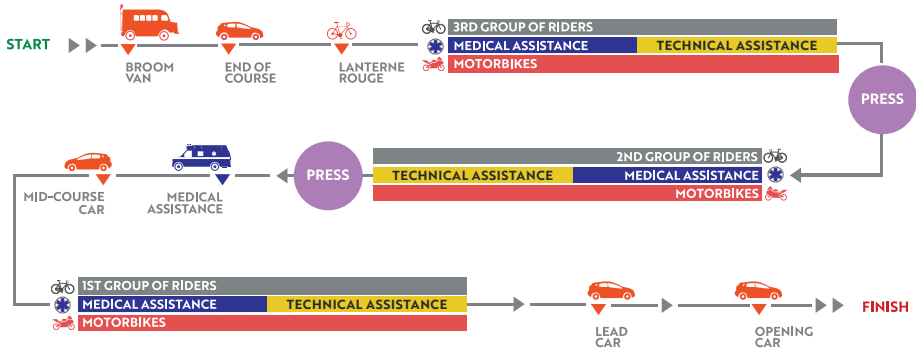 START
BROOM
VAN
END OF
COURSE
LANTERNE
ROUGE
3RD GROUP OF RIDERS
MEDICAL ASSISTANCE TECHNICAL ASSISTANCE
MOTORBIKES
PRESS
2ND GROUP OF RIDERS
TECHNICAL ASSISTANCE MEDICAL ASSISTANCE
MOTORBIKES
PRESS
MEDICAL
ASSISTANCE
MID-COURSE
CAR
1ST GROUP OF RIDERS
MEDICAL ASSISTANCE TECHNICAL ASSISTANCE
MOTORBIKES
LEAD
CAR
OPENING
CAR
FINISH